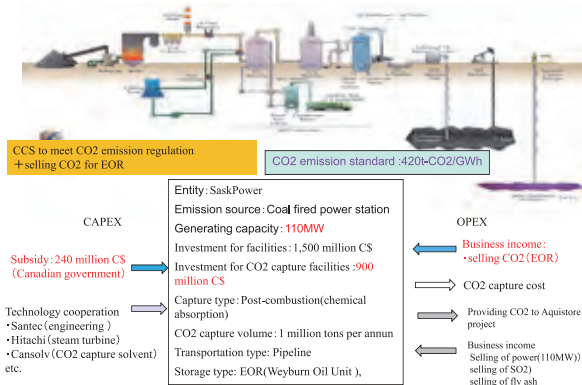 CCS to meet CO2 emission regulation
＋selling CO2 for EOR
CO2 emission standard :420t-CO2/GWh
CAPEX
Subsidy: 240 million C$
(Canadian government)
Technology cooperation
・Santec(engineering )
・Hitachi(steam turbine)
・Cansolv(CO2 capture solvent)
etc.
Entity: SaskPower
Emission source: Coal fired power station
Generating capacity: 110MW
Investment for facilities : 1,500 million C$
Investment for CO2 capture facilities :900
million C$
Capture type: Post-combustion(chemical
absorption)
CO2 capture volume: 1 million tons per annun
Transportation type: Pipeline
Storage type: EOR(Weyburn Oil Unit ),
OPEX
Business income:
・selling CO2(EOR)
CO2 capture cost
Providing CO2 to Aquistore
project
Business income
Selling of power(110MW))
selling of SO2)
selling of fly ash